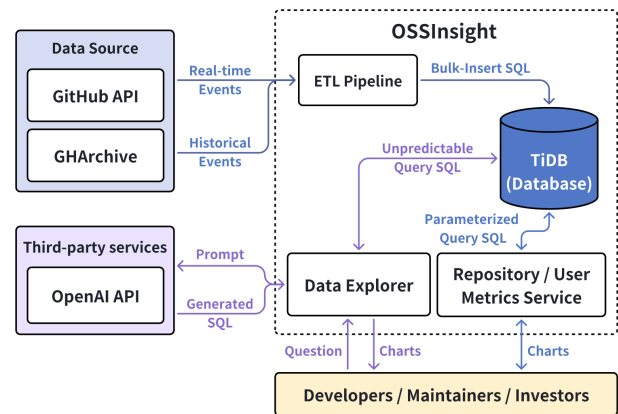 OSSInsight
Data Source
GitHub API
GHArchive
Real-time
Events
Historical
Events
ETL Pipeline
Bulk-Insert SQL
Unpredictable
Query SQL
TiDB
(Database)
Parameterized
Query SQL
Third-party services
OpenAI API
Prompt
Generated
SQL
Data Explorer
Repository / User
Metrics Service
Question
Charts
Charts
Developers / Maintainers / Investors